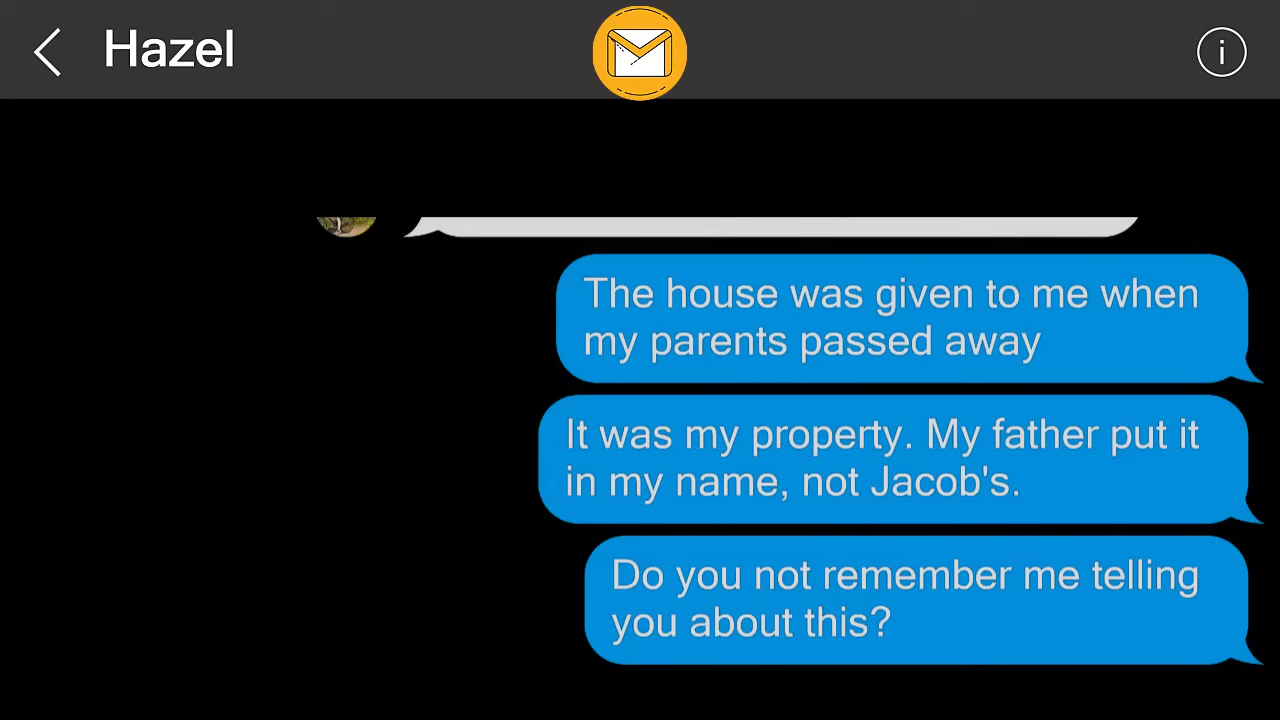 Hazel
The house was given to me when
my parents passed away
It was my property. My father put it
in my name, not Jacob's.
Do you not remember me telling
you about this?